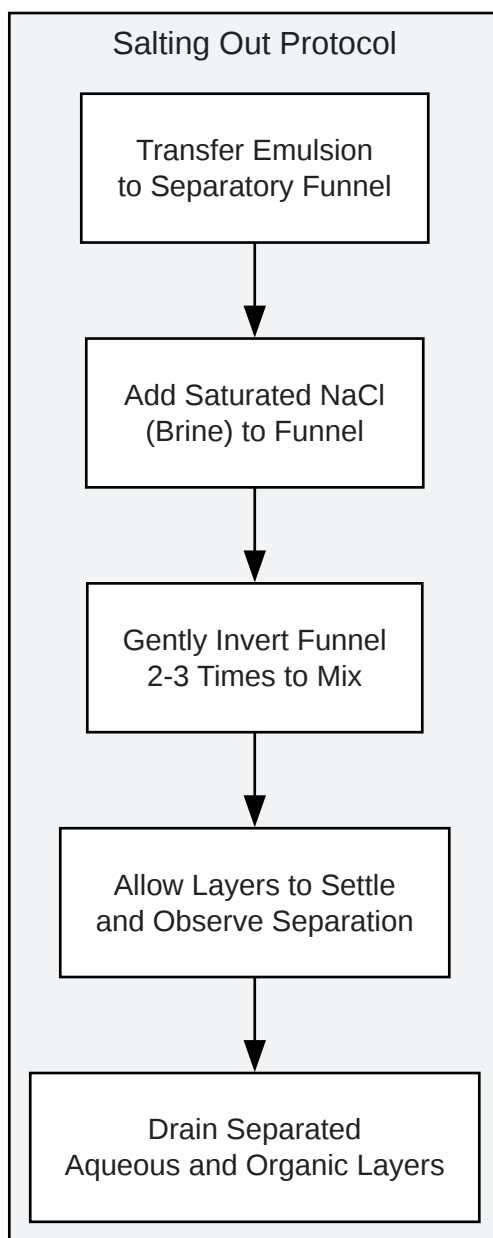 Salting Out Protocol
Transfer Emulsion
to Separatory Funnel
Add Saturated NaCl
(Brine) to Funnel
Gently Invert Funnel
2-3 Times to Mix
Allow Layers to Settle
and Observe Separation
Drain Separated
Aqueous and Organic Layers